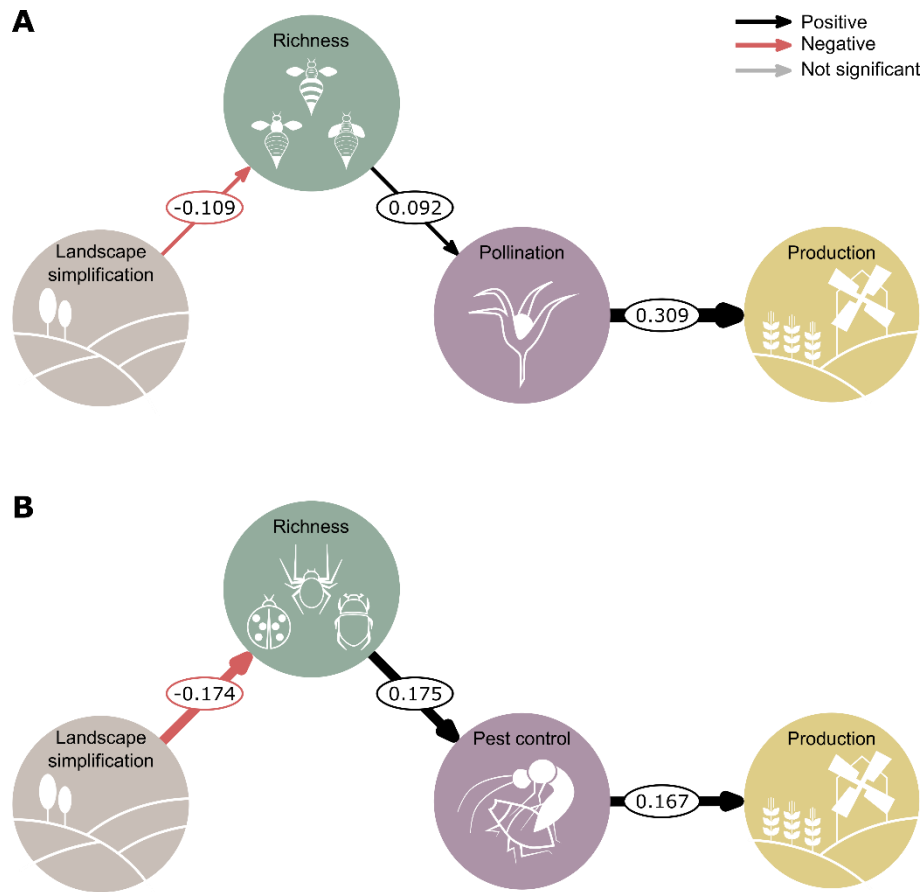 A
Richness
Positive
Negative
Not significant
-0.109
0.092
Landscape
simplification
Pollination
Production
0.309
B
Richness
-0.174
0.175
Landscape
simplification
Pest control
Production
0.167